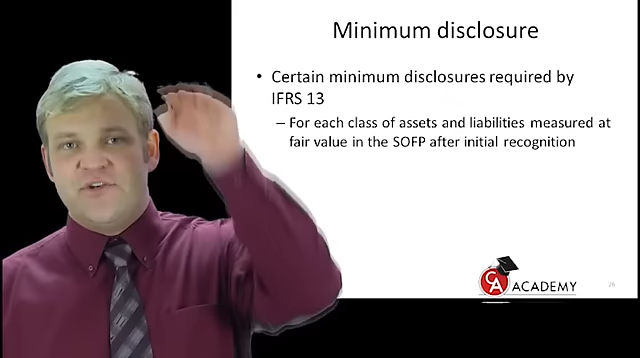 Minimum disclosure
• Certain minimum disclosures required by
IFRS 13
– For each class of assets and liabilities measured at
fair value in the SOFP after initial recognition
CA ACADEMY
26